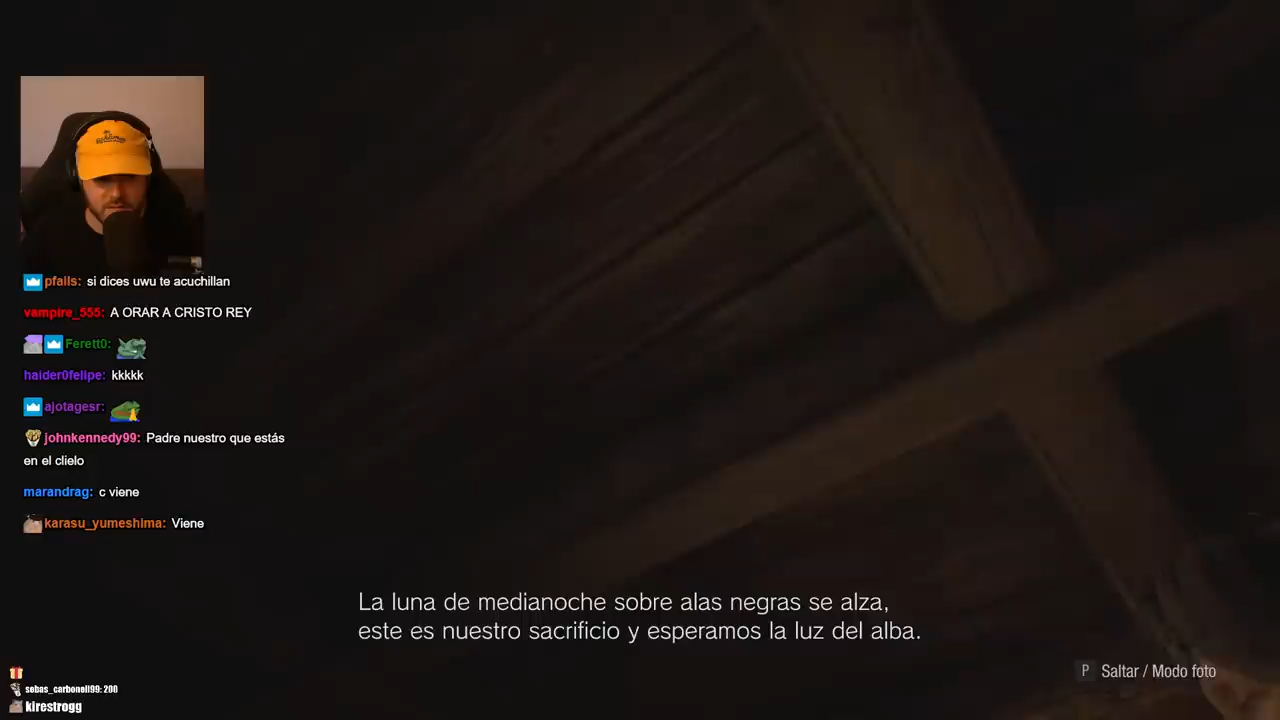 pfails: si dices uwu te acuchillan
vampire_555: A ORAR A CRISTO REY
Ferett0:
haider0felipe: kkkkk
ajotagesr:
johnkennedy99: Padre nuestro que estás
en el clielo
marandrag: c viene
karasu_yumeshima: Viene
La luna de medianoche sobre alas negras se alza,
este es nuestro sacrificio y esperamos la luz del alba.
P Saltar / Modo foto
sebas_carbonell99: 200
kirestrogg